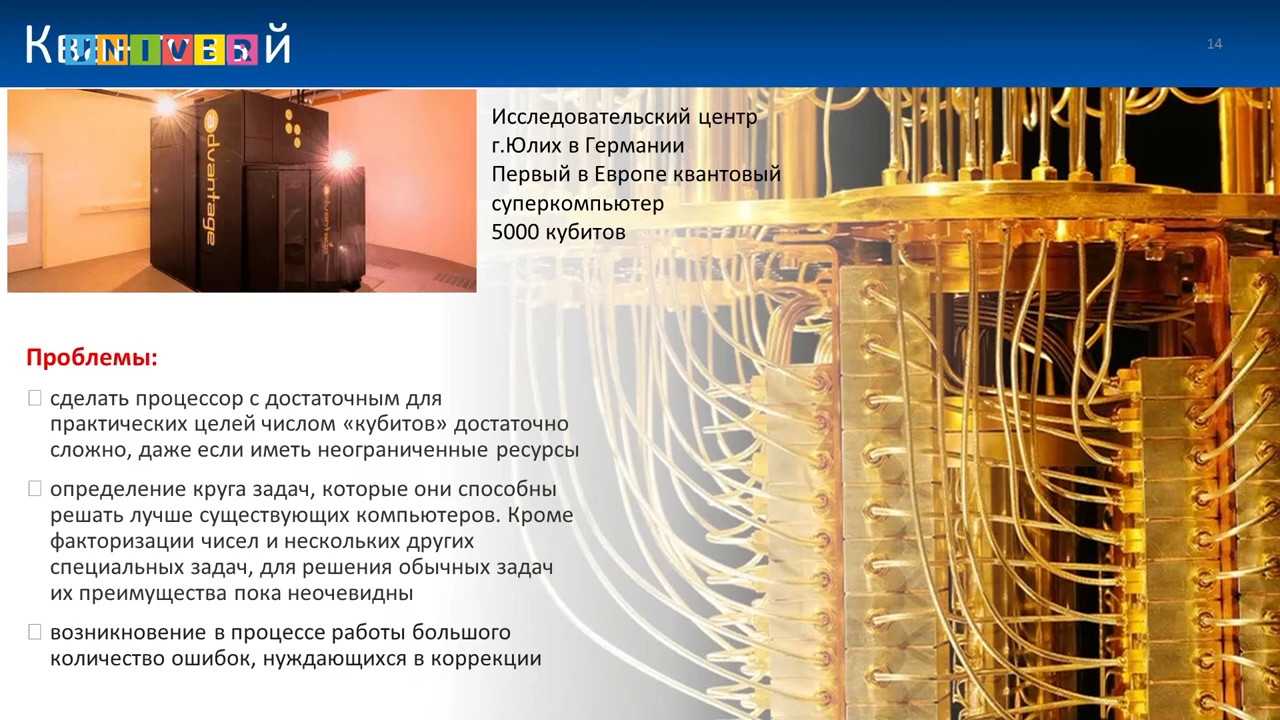 UNIVER
14
advantage
advantage
Исследовательский центр
г.Юлих в Германии
Первый в Европе квантовый
суперкомпьютер
5000 кубитов
Проблемы:
сделать процессор с достаточным для
практических целей числом «кубитов» достаточно
сложно, даже если иметь неограниченные ресурсы
определение круга задач, которые они способны
решать лучше существующих компьютеров. Кроме
факторизации чисел и нескольких других
специальных задач, для решения обычных задач
их преимущества пока неочевидны
возникновение в процессе работы большого
количество ошибок, нуждающихся в коррекции